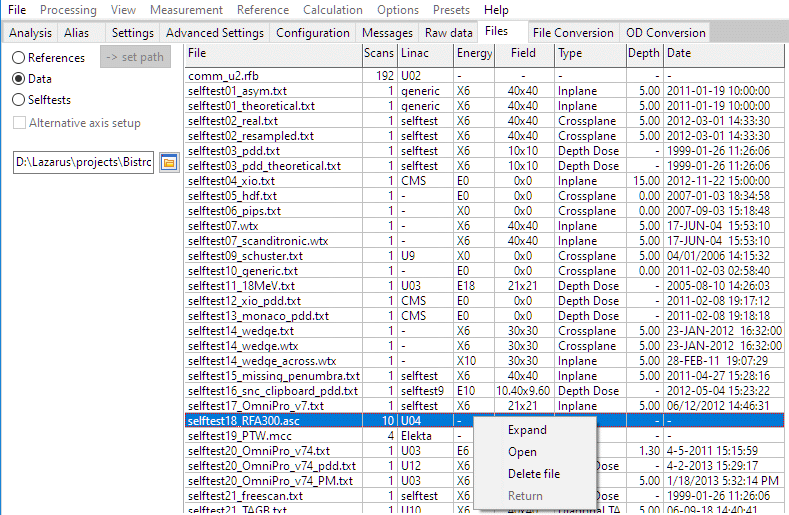 File Processing View Measurement Reference Calculation Options Presets Help
Analysis Alias Settings Advanced Settings Configuration Messages Raw data Files File Conversion OD Conversion
References -> set path
Data
Selftests
Alternative axis setup
D:\Lazarus\projects\Bistrc
File Scans Linac Energy Field Type Depth Date
comm_u2.rfb 192 U02 - - - - -
selftest01_asym.txt 1 generic X6 40x40 Inplane 5.00 2011-01-19 10:00:00
selftest01_theoretical.txt 1 generic X6 40x40 Inplane 5.00 2011-01-19 10:00:00
selftest02_real.txt 1 selftest X6 40x40 Crossplane 5.00 2012-03-01 14:33:30
selftest02_resampled.txt 1 selftest X6 40x40 Crossplane 5.00 2012-03-01 14:33:30
selftest03_pdd.txt 1 selftest X6 10x10 Depth Dose - 1999-01-26 11:26:06
selftest03_pdd_theoretical.txt 1 selftest X6 10x10 Depth Dose - 1999-01-26 11:26:06
selftest04_xio.txt 1 CMS E0 0x0 Inplane 15.00 2012-11-22 15:00:00
selftest05_hdf.txt 1 - E0 0x0 Crossplane 0.00 2007-01-03 18:34:58
selftest06_pips.txt 1 - X0 0x0 Crossplane 0.00 2007-09-03 15:18:48
selftest07.wtx 1 - X6 40x40 Inplane 5.00 17-JUN-04 15:53:10
selftest07_scanditronic.wtx 1 - X6 40x40 Inplane 5.00 17-JUN-04 15:53:10
selftest09_schuster.txt 1 U9 X0 0x0 Crossplane 5.00 04/01/2006 14:15:32
selftest10_generic.txt 1 - E0 0x0 Crossplane 0.00 2011-02-03 02:58:40
selftest11_18MeV.txt 1 U03 E18 21x21 Depth Dose - 2005-08-10 14:26:03
selftest12_xio_pdd.txt 1 CMS E0 0x0 Depth Dose - 2011-02-08 19:17:12
selftest13_monaco_pdd.txt 1 CMS E0 0x0 Depth Dose - 2011-02-08 19:18:18
selftest14_wedge.txt 1 - X6 30x30 Crossplane 5.00 23-JAN-2012 16:32:00
selftest14_wedge.wtx 1 - X6 30x30 Crossplane 5.00 23-JAN-2012 16:32:00
selftest14_wedge_across.wtx 1 - X10 30x30 Inplane 5.00 28-FEB-11 19:07:29
selftest15_missing_penumbra.txt 1 selftest X6 40x40 Inplane 5.00 2011-04-27 15:28:16
selftest16_snc_clipboard_pdd.txt 1 selftest9 E10 10.40x9.60 Depth Dose - 2012-05-04 15:23:22
selftest17_OmniPro_v7.txt 1 selftest X6 21x21 Inplane 5.00 06/12/2012 14:46:31
selftest18_RFA300.asc 10 U04 - - -
selftest19_PTW.mcc 4 Elekta - -
selftest20_OmniPro_v74.txt 1 U03 E6 1.30 4-5-2011 15:15:59
selftest20_OmniPro_v74_pdd.txt 1 U12 X6 Dose - 4-2-2013 15:29:17
selftest20_OmniPro_v74_PM.txt 1 U03 X6 5.00 1/18/2013 5:32:14 PM
selftest21_freescan.txt 1 selftest X6 Dose - 1999-01-26 11:26:06
selftest21_TAGB.txt 1 U10 X6 Diagonal TA 5.00 06-09-18 14:40:41
Expand
Open
Delete file
Return